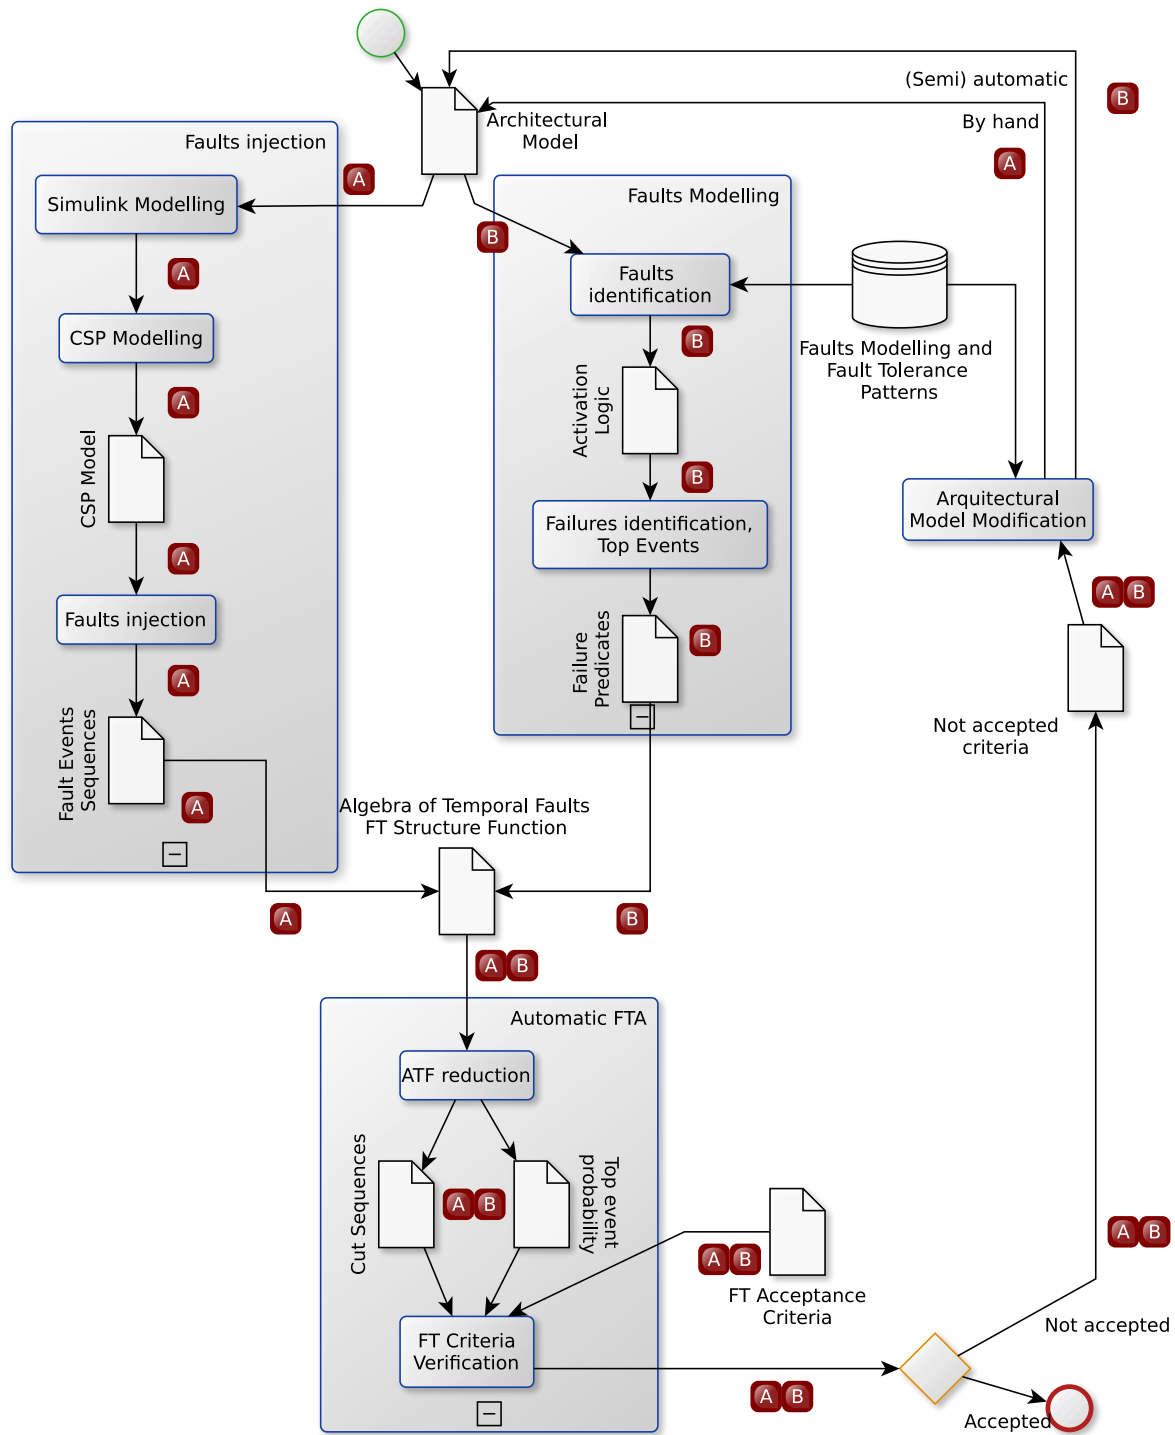 (Semi) automatic
B
By hand
A
Architectural
Model
Faults injection
A
Simulink Modelling
A
CSP Modelling
A
CSP Model
A
Faults injection
A
Fault Events
Sequences
A
Faults Modelling
B
Faults
identification
B
Activation
Logic
B
Failures identification,
Top Events
B
Failure
Predicates
Faults Modelling and
Fault Tolerance
Patterns
Arquitectural
Model Modification
A B
Not accepted
criteria
Algebra of Temporal Faults
FT Structure Function
A
B
A B
Automatic FTA
ATF reduction
Cut Sequences
A B
Top event
probability
A B
FT Acceptance
Criteria
FT Criteria
Verification
A B
A B
Not accepted
Accepted